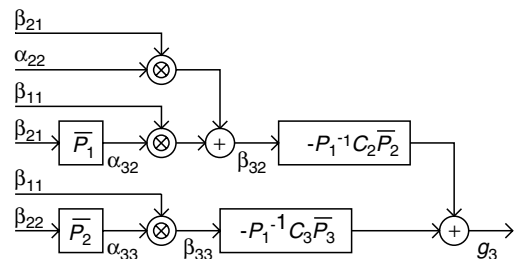 β₂₁
α₂₂
⊗
β₁₁
β₂₁ P̅₁ α₃₂ ⊗ + β₃₂ -P₁⁻¹C₂P̅₂
β₁₁
β₂₂ P̅₂ α₃₃ ⊗ β₃₃ -P₁⁻¹C₃P̅₃ + g₃